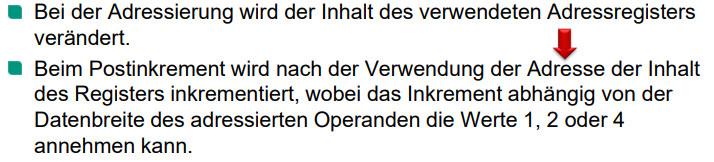 Bei der Adressierung wird der Inhalt des verwendeten Adressregisters
verändert.
Beim Postinkrement wird nach der Verwendung der Adresse der Inhalt
des Registers inkrementiert, wobei das Inkrement abhängig von der
Datenbreite des adressierten Operanden die Werte 1, 2 oder 4
annehmen kann.